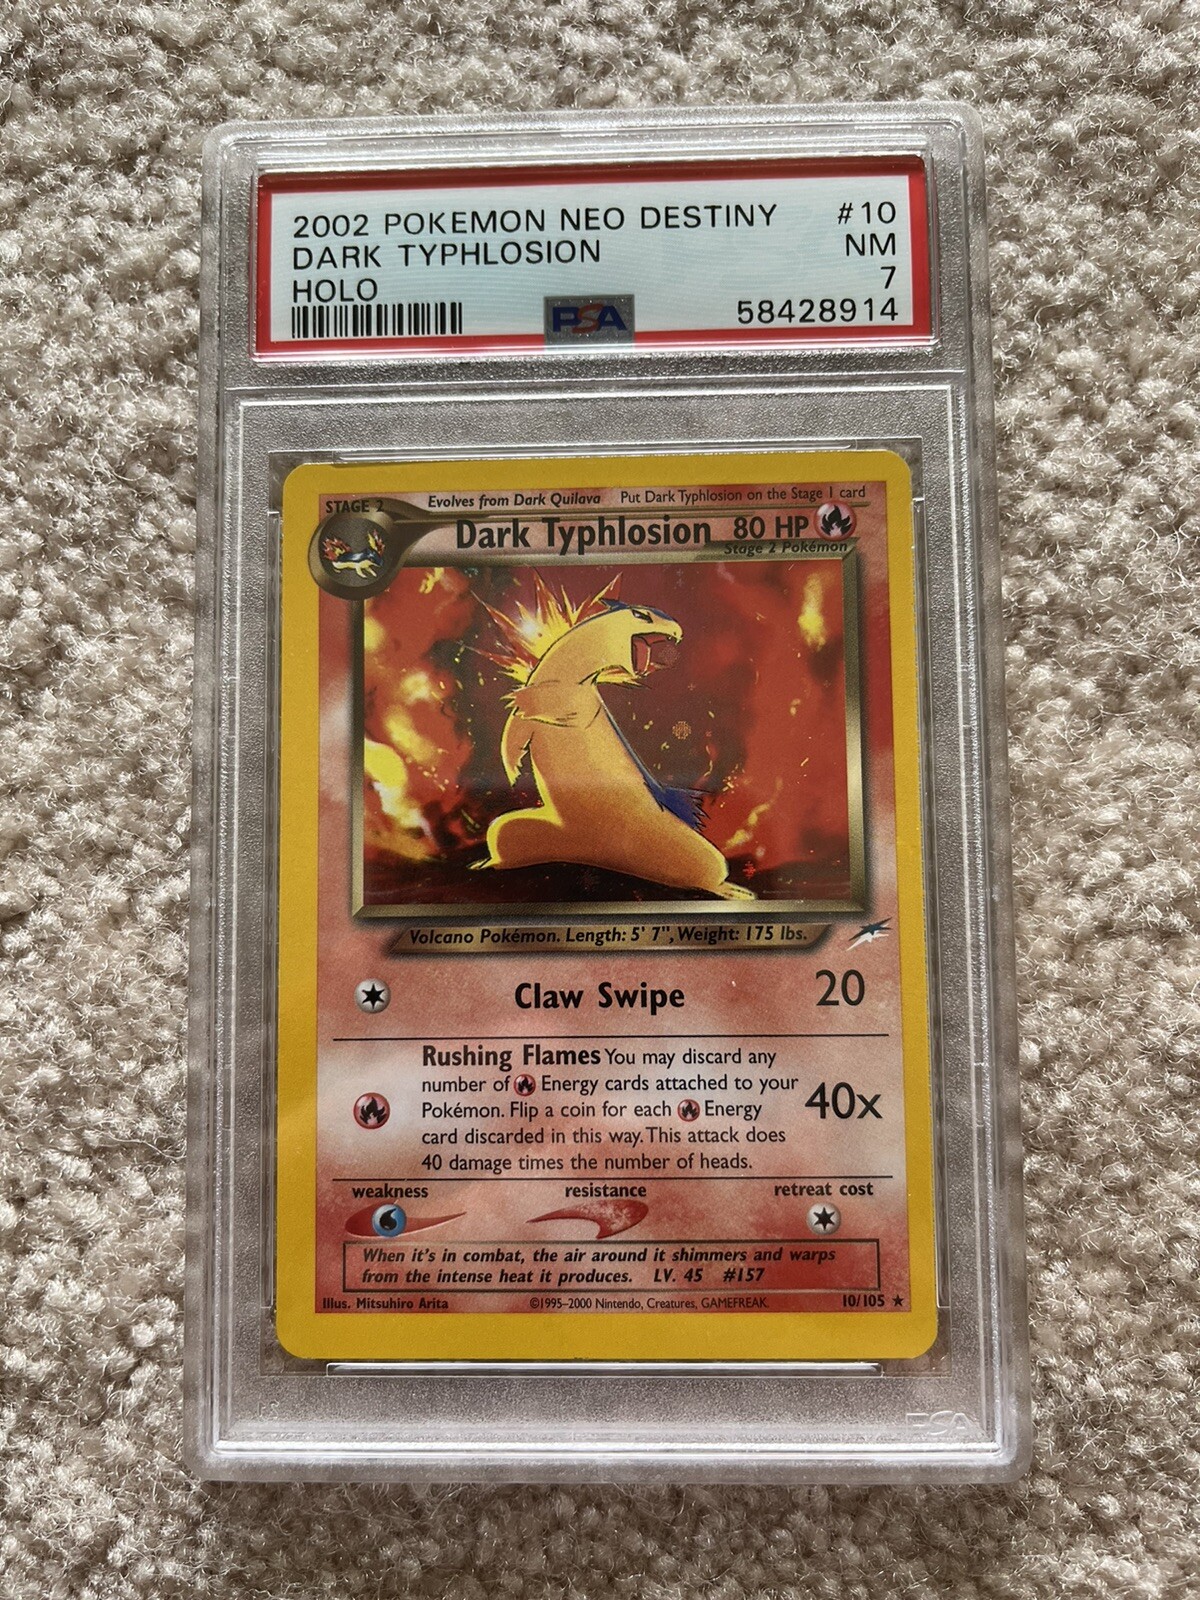 2002 POKEMON NEO DESTINY #10
DARK TYPHLOSION NM
HOLO 7
PSA 58428914
STAGE 2 Evolves from Dark Quilava Put Dark Typhlosion on the Stage 1 card
Dark Typhlosion 80 HP
Stage 2 Pokémon
Volcano Pokémon. Length: 5' 7", Weight: 175 lbs.
Claw Swipe 20
Rushing Flames You may discard any
number of Energy cards attached to your
Pokémon. Flip a coin for each Energy
card discarded in this way. This attack does
40 damage times the number of heads.
40x
weakness resistance retreat cost
When it's in combat, the air around it shimmers and warps
from the intense heat it produces. LV. 45 #157
Illus. Mitsuhiro Arita ©1995-2000 Nintendo, Creatures, GAMEFREAK. 10/105 ★
PSA